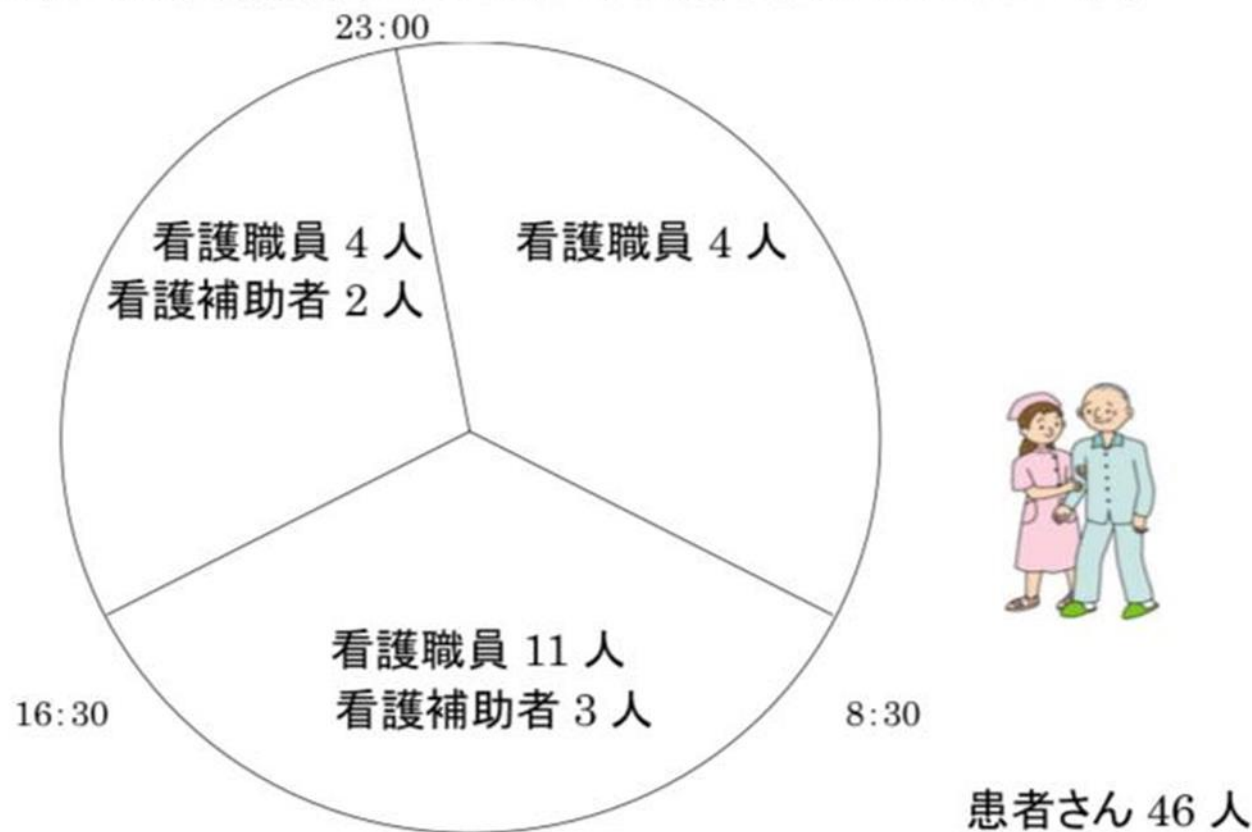 23:00
看護職員 4 人
看護補助者 2 人
看護職員 4 人
看護職員 11 人
看護補助者 3 人
16:30
8:30
患者さん 46 人